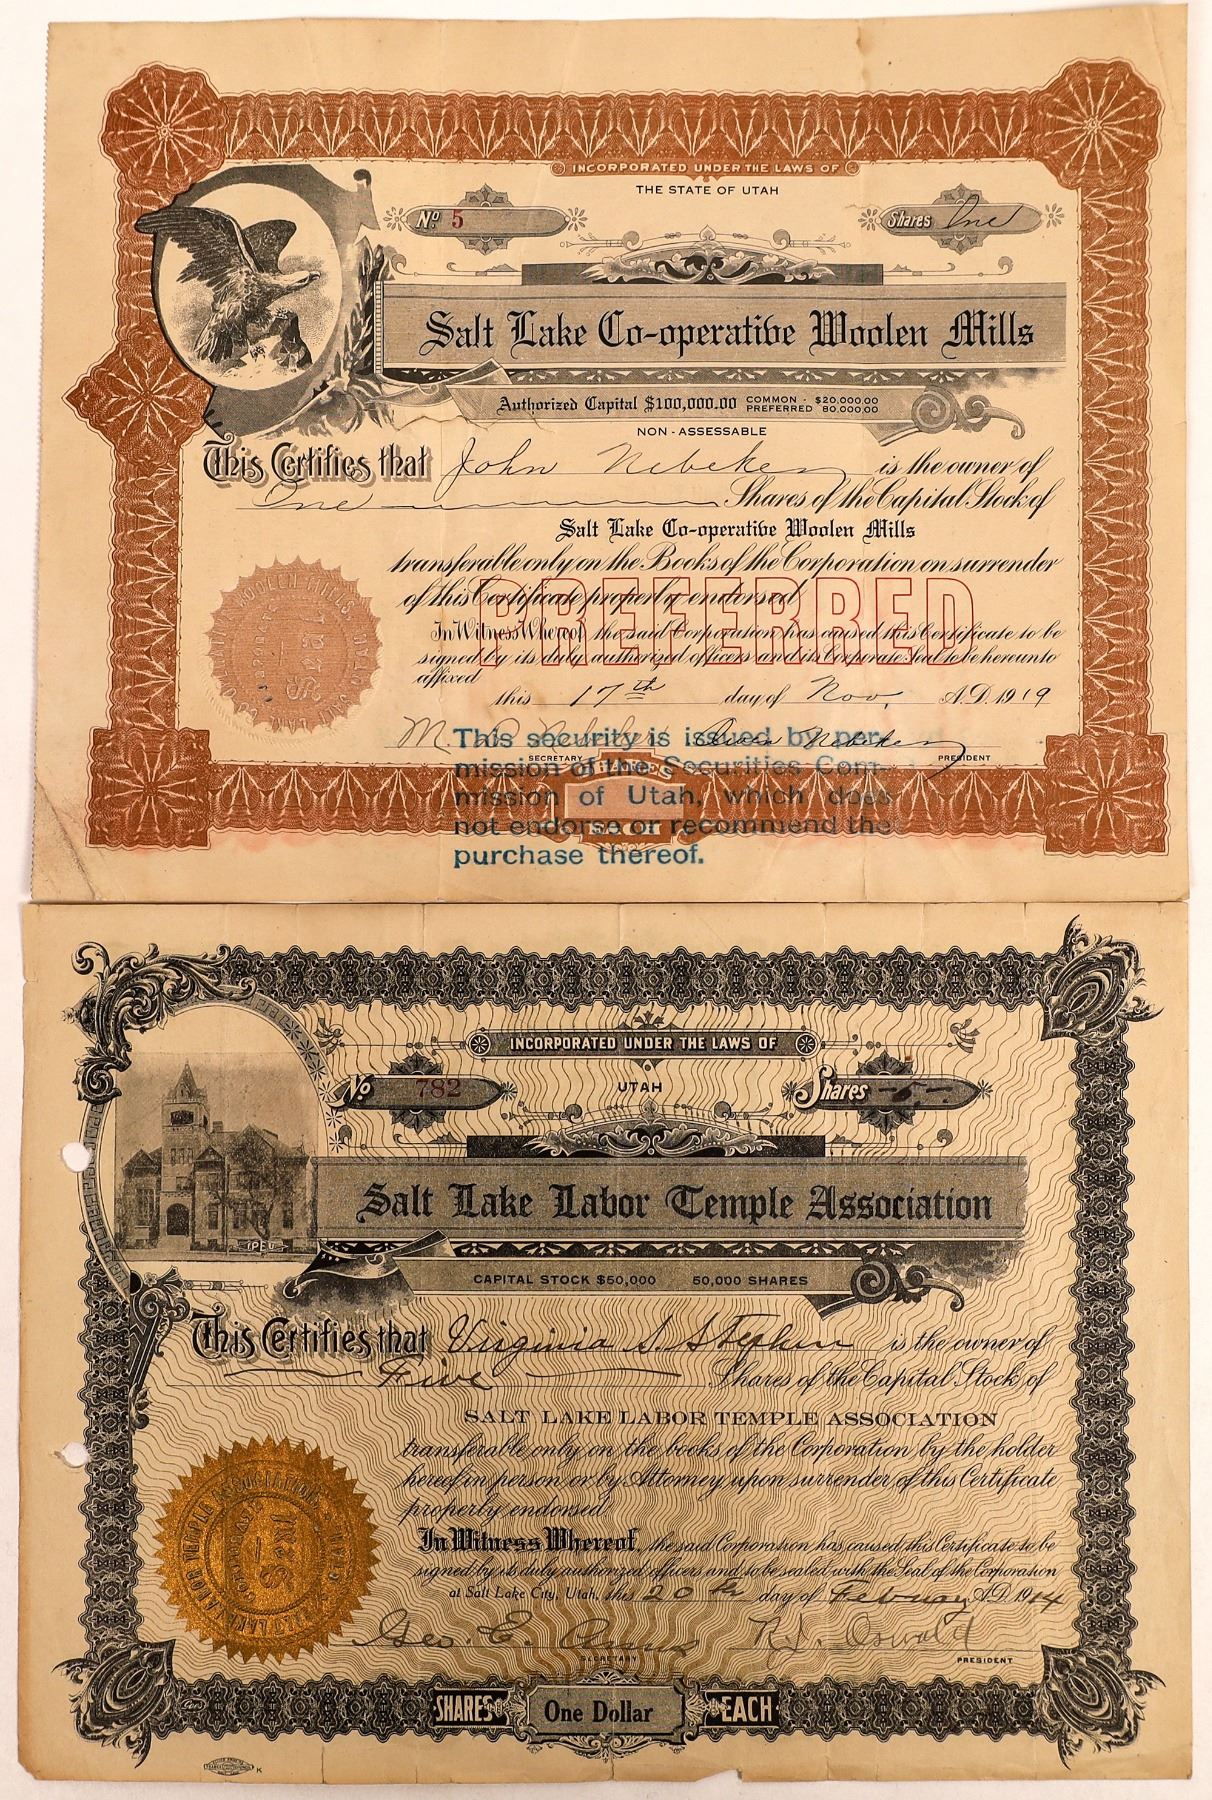 INCORPORATED UNDER THE LAWS OF
THE STATE OF UTAH
No 5
Shares One
Salt Lake Co-operative Woolen Mills
Authorized Capital $100,000.00 COMMON - $20,000.00
PREFERRED 80,000.00
NON-ASSESSABLE
This Certifies that John Nebeker is the owner of
One Shares of the Capital Stock of
Salt Lake Co-operative Woolen Mills
transferable only on the Books of the Corporation on surrender
of this Certificate properly endorsed
PREFERRED
In Witness Whereof, the said Corporation has caused this Certificate to be
signed by its duly authorized officers and its Corporate Seal to be hereunto
affixed
this 17th day of Nov. A.D. 1919
SECRETARY
PRESIDENT
This security is issued by per-
mission of the Securities Com-
mission of Utah, which does
not endorse or recommend the
purchase thereof.
INCORPORATED UNDER THE LAWS OF
UTAH
No 782
Shares -5-
Salt Lake Labor Temple Association
CAPITAL STOCK $50,000 50,000 SHARES
This Certifies that Virginia S. Stephen is the owner of
Five Shares of the Capital Stock of
SALT LAKE LABOR TEMPLE ASSOCIATION
transferable only on the books of the Corporation by the holder
hereof in person or by Attorney upon surrender of this Certificate
properly endorsed
In Witness Whereof, the said Corporation has caused this Certificate to be
signed by its duly authorized officers and to be sealed with the Seal of the Corporation
at Salt Lake City, Utah, this 20th day of Febuary A.D. 1914
Geo. E.
R.J. Oswald
SECRETARY
PRESIDENT
SHARES One Dollar EACH